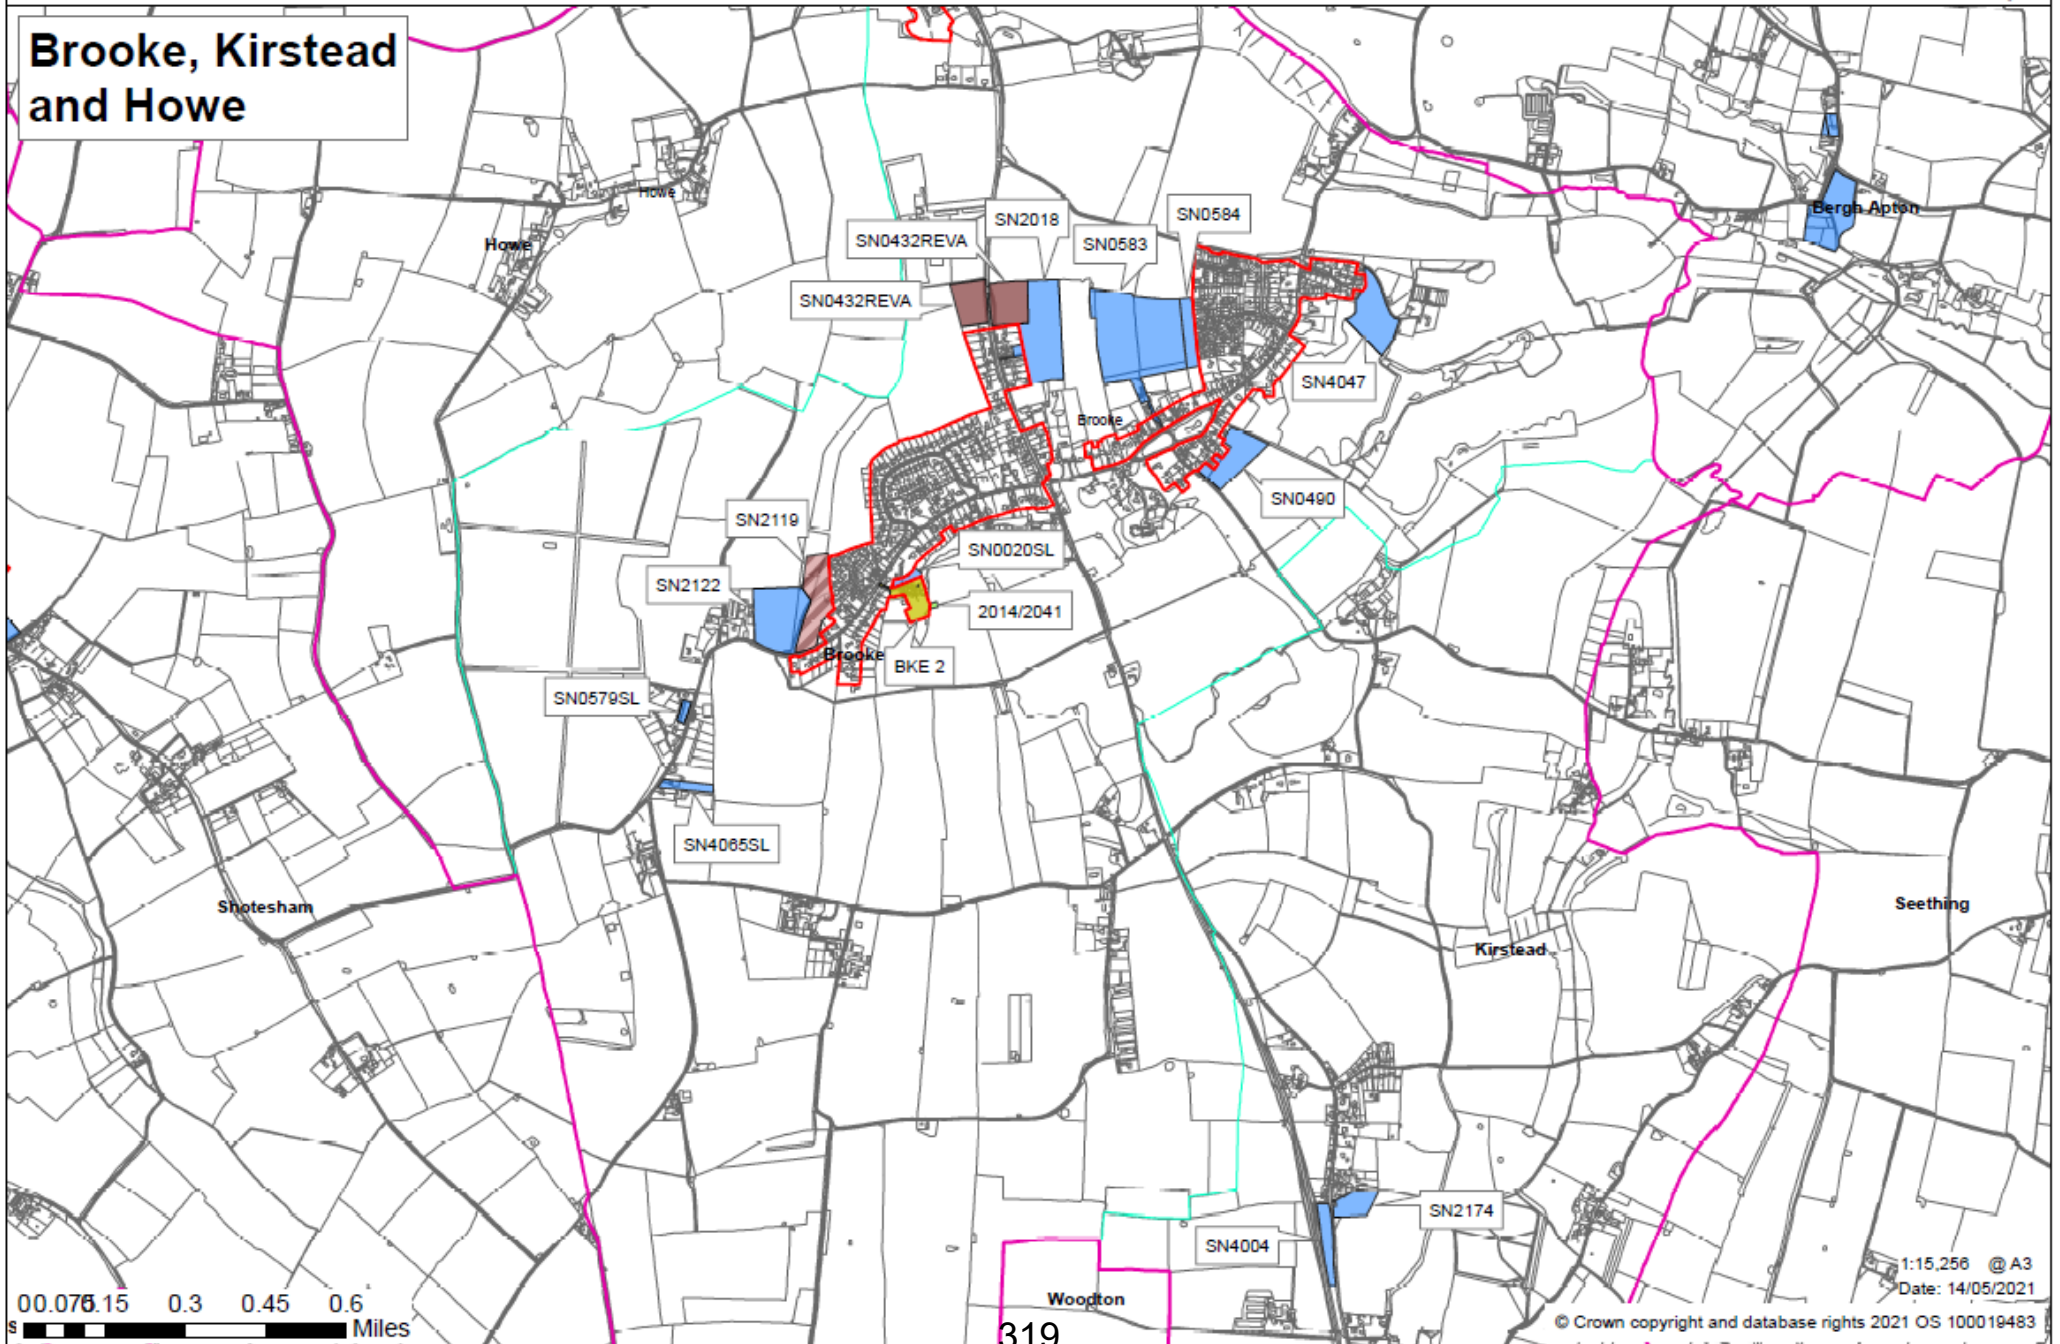 Brooke, Kirstead
and Howe
Howe
Howe
Bergh Apton
SN0584
SN2018
SN0432REVA
SN0583
SN0432REVA
SN4047
Brooke
SN0490
SN2119
SN0020SL
SN2122
2014/2041
Brooke
BKE 2
SN0579SL
SN4065SL
Shotesham
Seething
Kirstead
SN2174
SN4004
Woodton
1:15,256 @ A3
Date: 14/05/2021
0 0.075 0.15 0.3 0.45 0.6
Miles
© Crown copyright and database rights 2021 OS 100019483
319